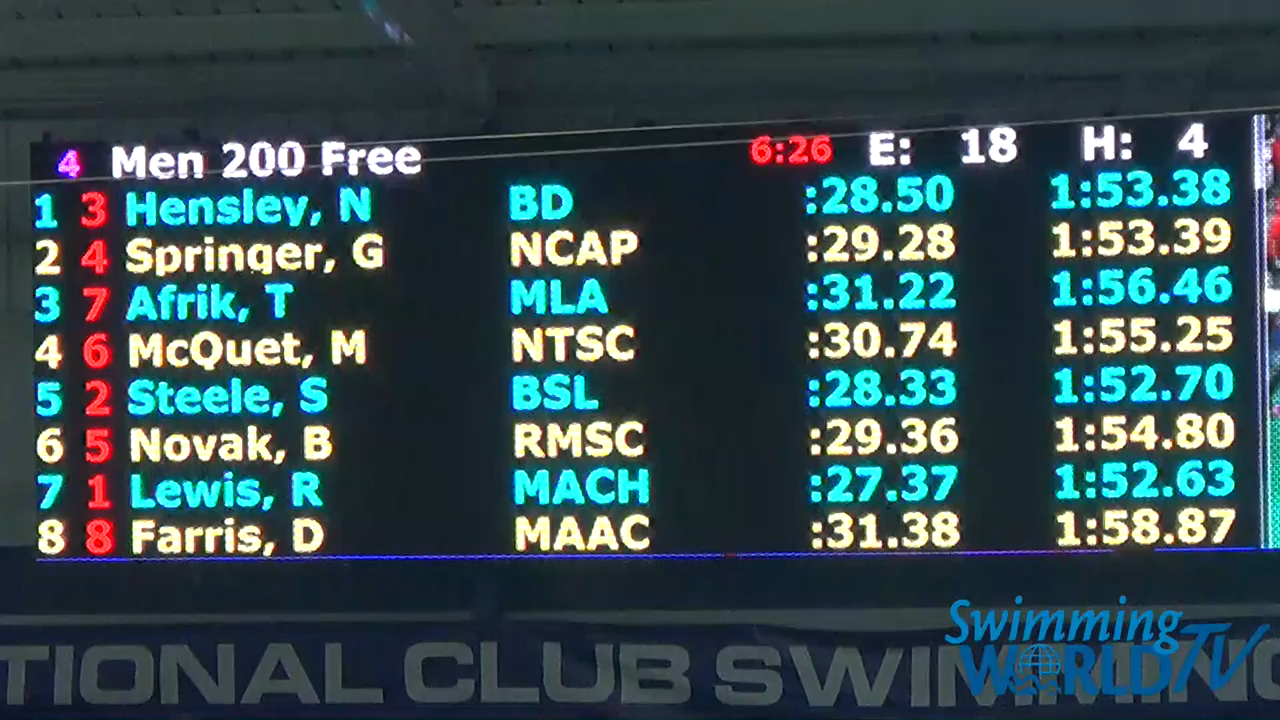 4 Men 200 Free 6:26 E: 18 H: 4
1 3 Hensley, N BD :28.50 1:53.38
2 4 Springer, G NCAP :29.28 1:53.39
3 7 Afrik, T MLA :31.22 1:56.46
4 6 McQuet, M NTSC :30.74 1:55.25
5 2 Steele, S BSL :28.33 1:52.70
6 5 Novak, B RMSC :29.36 1:54.80
7 1 Lewis, R MACH :27.37 1:52.63
8 8 Farris, D MAAC :31.38 1:58.87
TIONAL CLUB SWIMMING
Swimming
WORLD TV